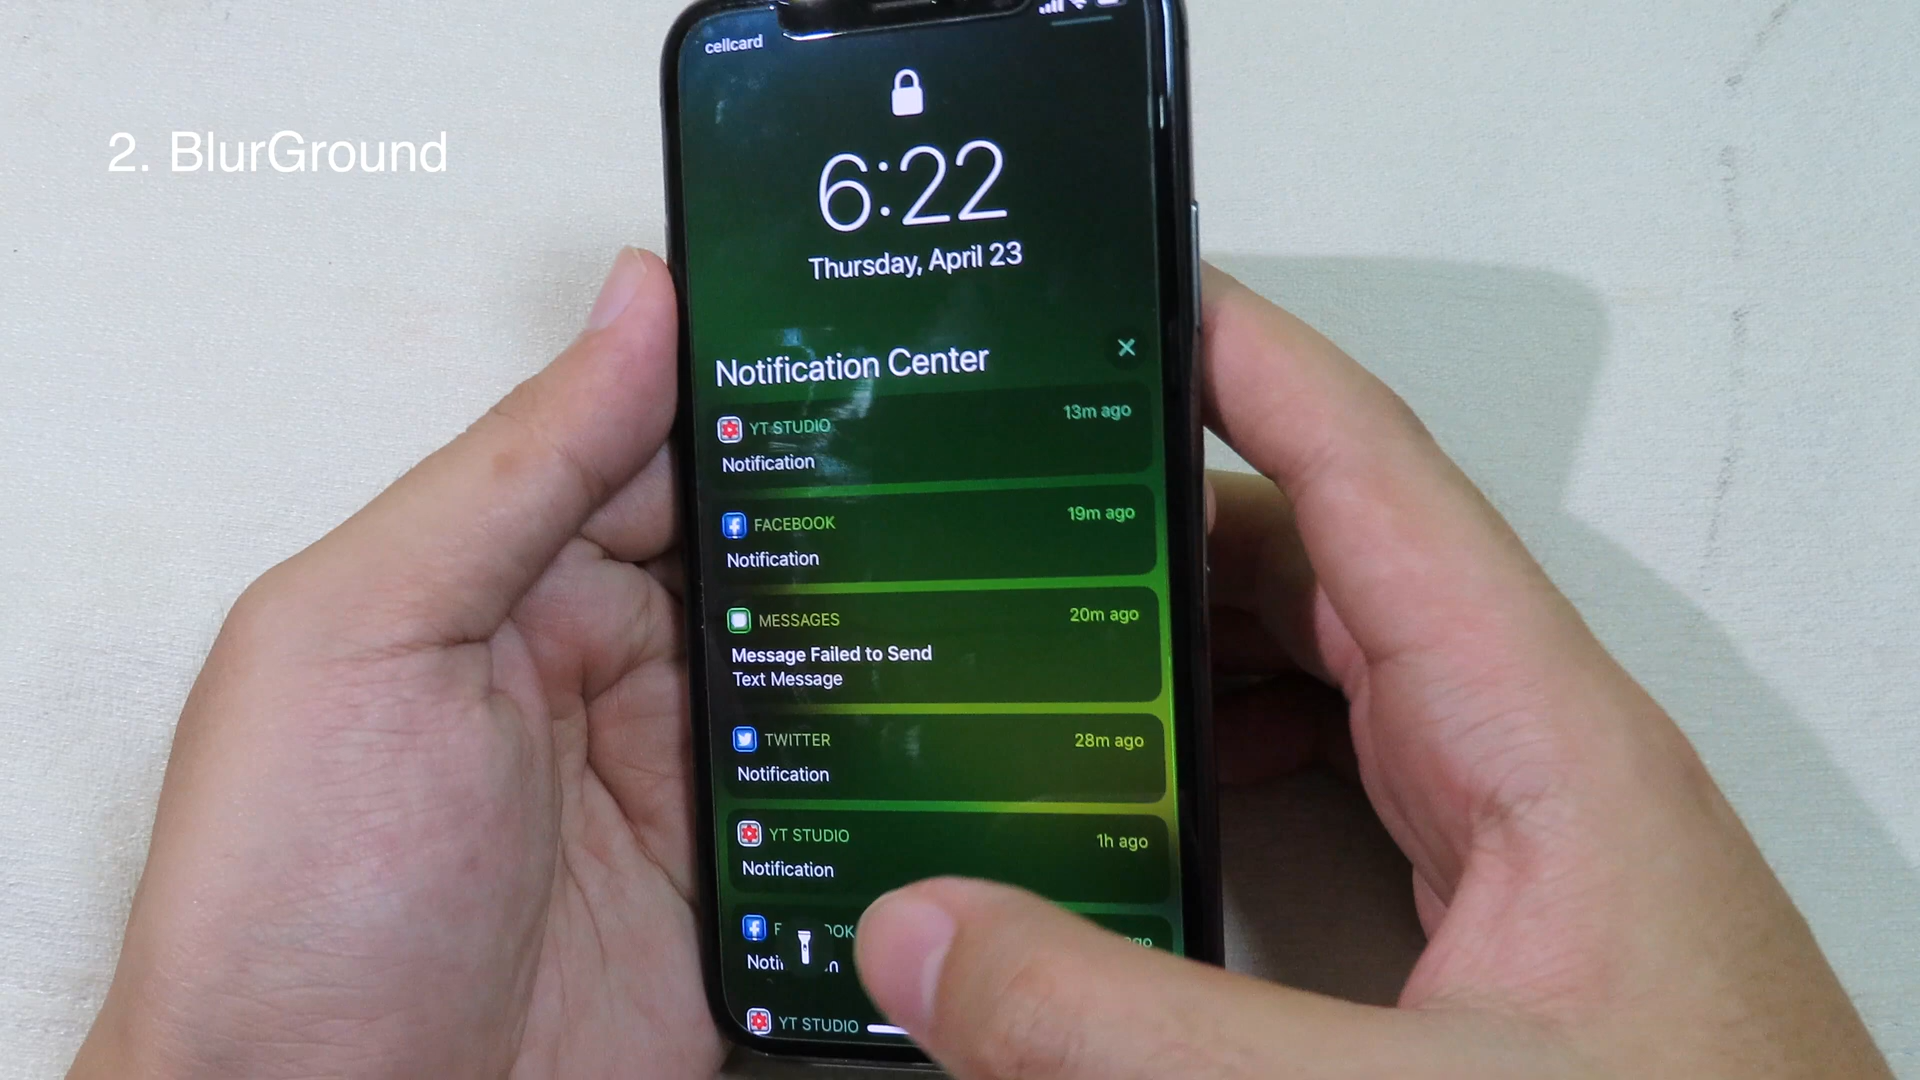 cellcard
2. BlurGround
6:22
Thursday, April 23
Notification Center
YT STUDIO 13m ago
Notification
FACEBOOK 19m ago
Notification
MESSAGES 20m ago
Message Failed to Send
Text Message
TWITTER 28m ago
Notification
YT STUDIO 1h ago
Notification
ago
YT STUDIO